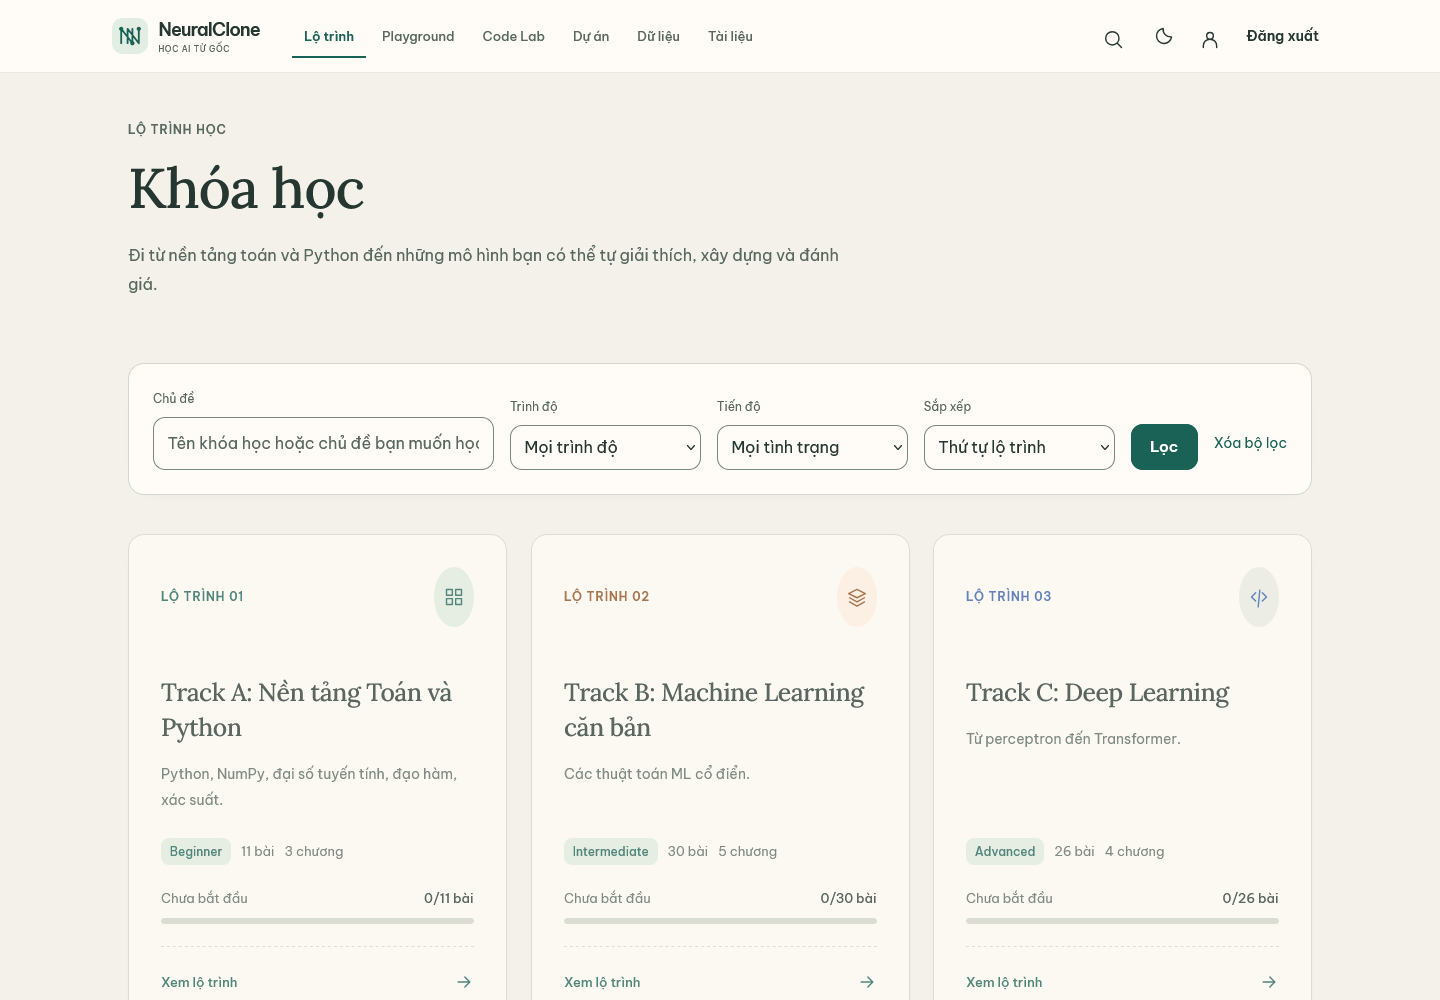 NeuralClone
HỌC AI TỪ GỐC
Lộ trình
Playground
Code Lab
Dự án
Dữ liệu
Tài liệu
Đăng xuất
LỘ TRÌNH HỌC
Khóa học
Đi từ nền tảng toán và Python đến những mô hình bạn có thể tự giải thích, xây dựng và đánh
giá.
Chủ đề
Tên khóa học hoặc chủ đề bạn muốn học
Trình độ
Mọi trình độ
Tiến độ
Mọi tình trạng
Sắp xếp
Thứ tự lộ trình
Lọc
Xóa bộ lọc
LỘ TRÌNH 01
Track A: Nền tảng Toán và
Python
Python, NumPy, đại số tuyến tính, đạo hàm,
xác suất.
Beginner 11 bài 3 chương
Chưa bắt đầu 0/11 bài
Xem lộ trình
LỘ TRÌNH 02
Track B: Machine Learning
căn bản
Các thuật toán ML cổ điển.
Intermediate 30 bài 5 chương
Chưa bắt đầu 0/30 bài
Xem lộ trình
LỘ TRÌNH 03
Track C: Deep Learning
Từ perceptron đến Transformer.
Advanced 26 bài 4 chương
Chưa bắt đầu 0/26 bài
Xem lộ trình